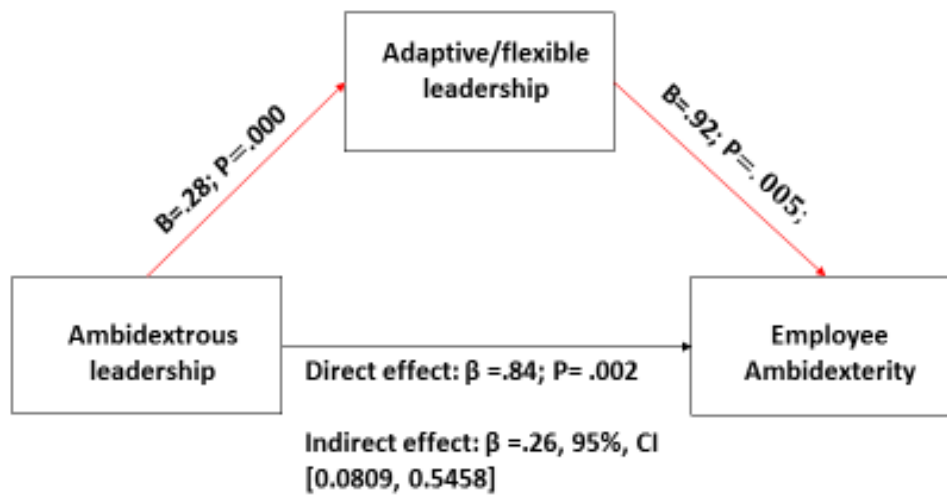 Adaptive/flexible
leadership
B=.28; P=.000
B=.92; P=. 005;
Ambidextrous
leadership
Employee
Ambidexterity
Direct effect: β =.84; P= .002
Indirect effect: β =.26, 95%, CI
[0.0809, 0.5458]